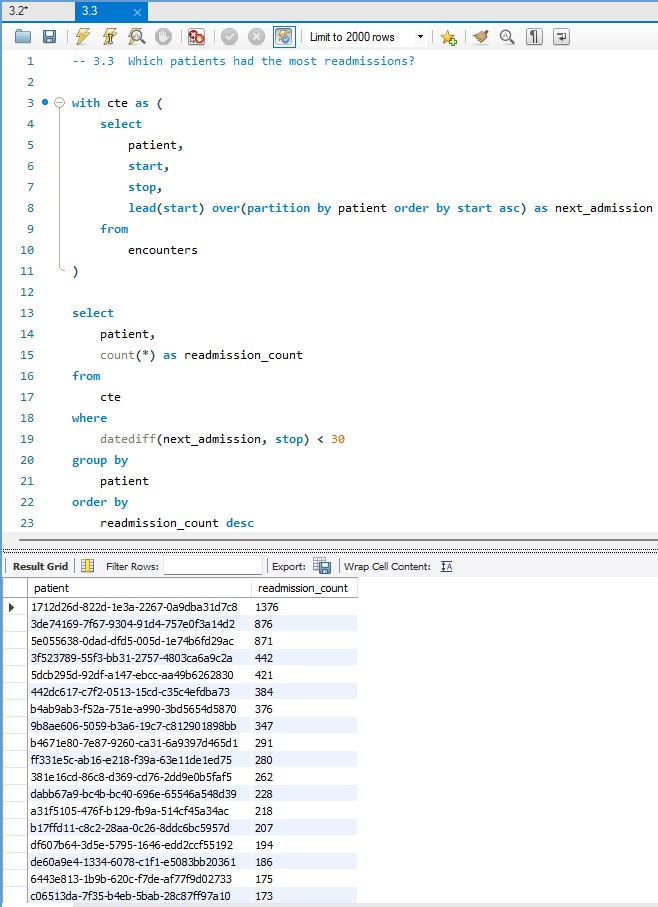 3.2*
3.3
Limit to 2000 rows
1 -- 3.3  Which patients had the most readmissions?
2
3 with cte as (
4 select
5 patient,
6 start,
7 stop,
8 lead(start) over(partition by patient order by start asc) as next_admission
9 from
10 encounters
11 )
12
13 select
14 patient,
15 count(*) as readmission_count
16 from
17 cte
18 where
19 datediff(next_admission, stop) < 30
20 group by
21 patient
22 order by
23 readmission_count desc
Result Grid Filter Rows: Export: Wrap Cell Content:
patient readmission_count
1712d26d-822d-1e3a-2267-0a9dba31d7c8 1376
3de74169-7f67-9304-91d4-757e0f3a14d2 876
5e055638-0dad-dfd5-005d-1e74b6fd29ac 871
3f523789-55f3-bb31-2757-4803ca6a9c2a 442
5dcb295d-92df-a147-ebcc-aa49b6262830 421
442dc617-c7f2-0513-15cd-c35c4efdba73 384
b4ab9ab3-f52a-751e-a990-3bd5654d5870 376
9b8ae606-5059-b3a6-19c7-c812901898bb 347
b4671e80-7e87-9260-ca31-6a9397d465d1 291
ff331e5c-ab16-e218-f39a-63e11de1ed75 280
381e16cd-86c8-d369-cd76-2dd9e0b5faf5 262
dabb67a9-bc4b-bc40-696e-65546a548d39 228
a31f5105-476f-b129-fb9a-514cf45a34ac 218
b17ffd11-c8c2-28aa-0c26-8ddc6bc5957d 207
df607b64-3d5e-5795-1646-edd2ccf55192 194
de60a9e4-1334-6078-c1f1-e5083bb20361 186
6443e813-1b9b-620c-f7de-af77f9d02733 175
c06513da-7f35-b4eb-5bab-28c87ff97a10 173